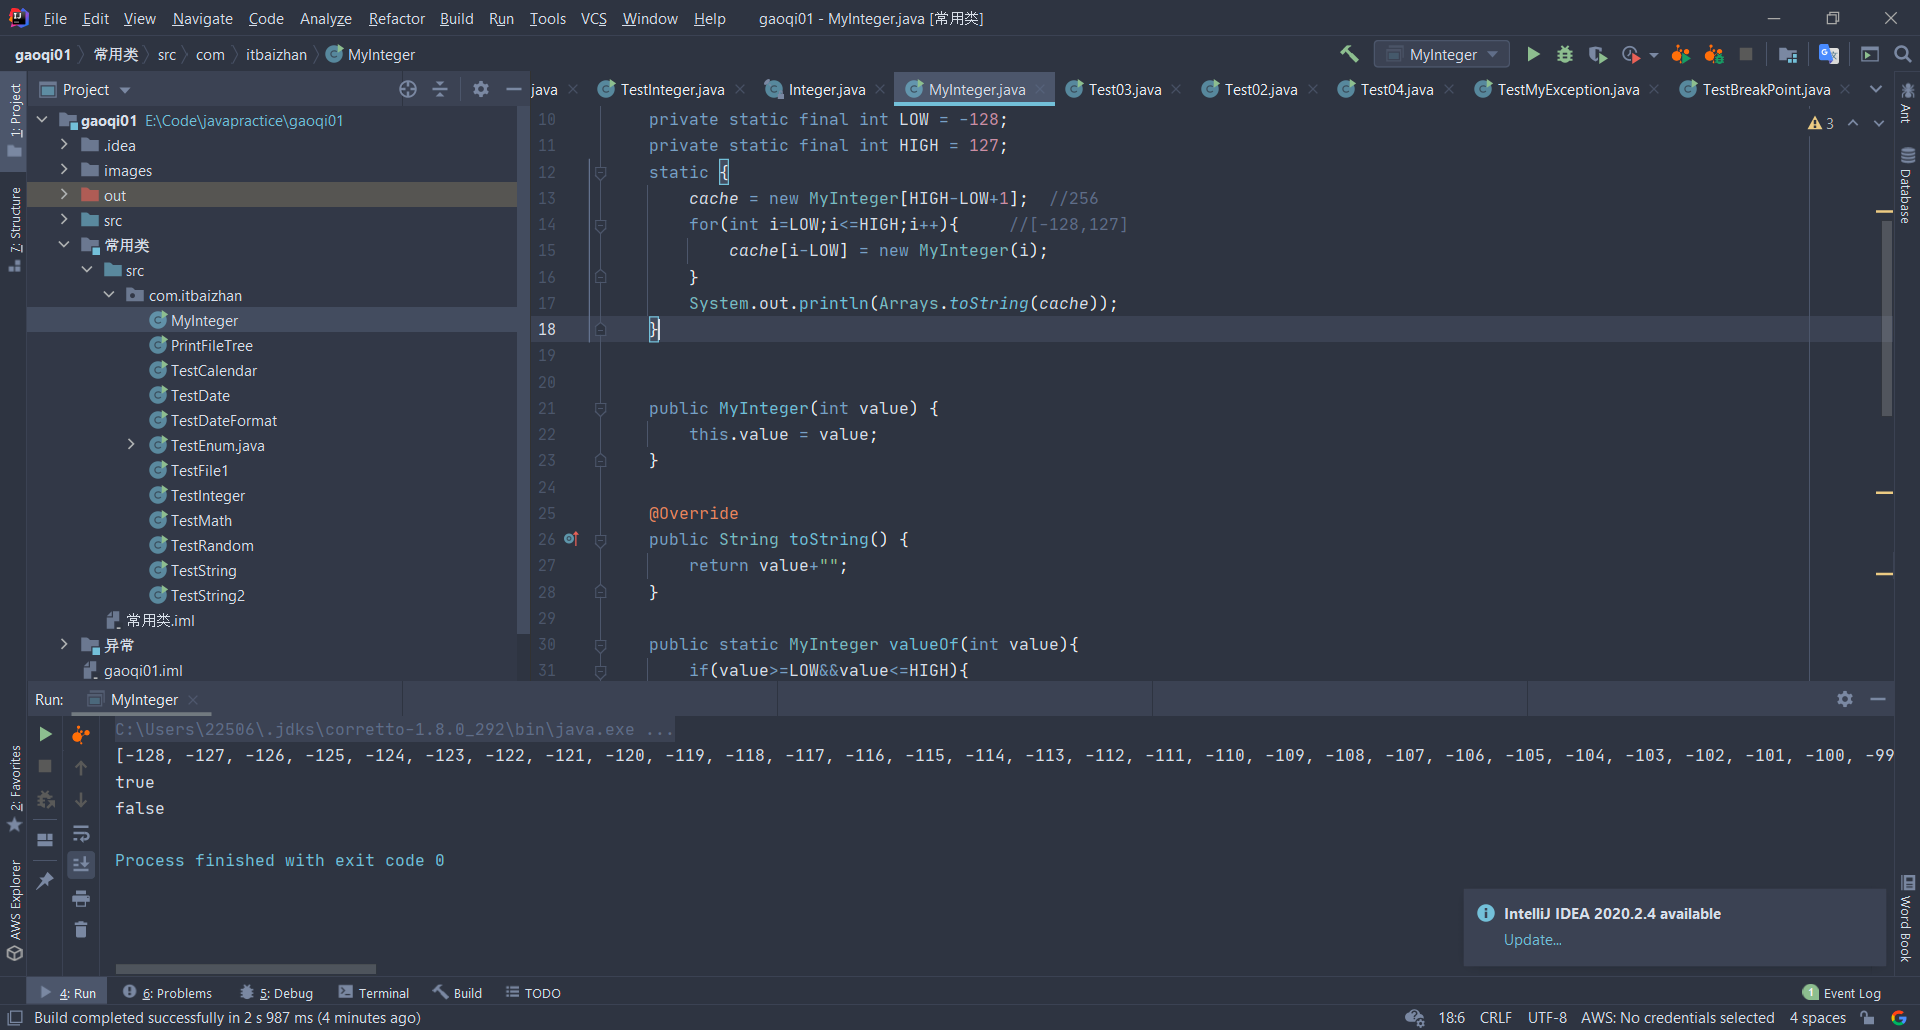 File Edit View Navigate Code Analyze Refactor Build Run Tools VCS Window Help gaoqi01 - MyInteger.java [常用类]
gaoqi01 常用类 src com itbaizhan MyInteger
MyInteger
Project
java TestInteger.java Integer.java MyInteger.java Test03.java Test02.java Test04.java TestMyException.java TestBreakPoint.java
1: Project
7: Structure
2: Favorites
AWS Explorer
gaoqi01 E:\Code\javapractice\gaoqi01
.idea
images
out
src
常用类
src
com.itbaizhan
MyInteger
PrintFileTree
TestCalendar
TestDate
TestDateFormat
TestEnum.java
TestFile1
TestInteger
TestMath
TestRandom
TestString
TestString2
常用类.iml
异常
gaoqi01.iml
3
10 private static final int LOW = -128;
11 private static final int HIGH = 127;
12 static {
13 cache = new MyInteger[HIGH-LOW+1]; //256
14 for(int i=LOW;i<=HIGH;i++){ //[-128,127]
15 cache[i-LOW] = new MyInteger(i);
16 }
17 System.out.println(Arrays.toString(cache));
18 }
19
20
21 public MyInteger(int value) {
22 this.value = value;
23 }
24
25 @Override
26 public String toString() {
27 return value+"";
28 }
29
30 public static MyInteger valueOf(int value){
31 if(value>=LOW&&value<=HIGH){
Ant
Database
Word Book
Run: MyInteger
C:\Users\22506\.jdks\corretto-1.8.0_292\bin\java.exe ...
[-128, -127, -126, -125, -124, -123, -122, -121, -120, -119, -118, -117, -116, -115, -114, -113, -112, -111, -110, -109, -108, -107, -106, -105, -104, -103, -102, -101, -100, -99
true
false
Process finished with exit code 0
IntelliJ IDEA 2020.2.4 available
Update...
4: Run 6: Problems 5: Debug Terminal Build TODO 1 Event Log
Build completed successfully in 2 s 987 ms (4 minutes ago) 18:6 CRLF UTF-8 AWS: No credentials selected 4 spaces